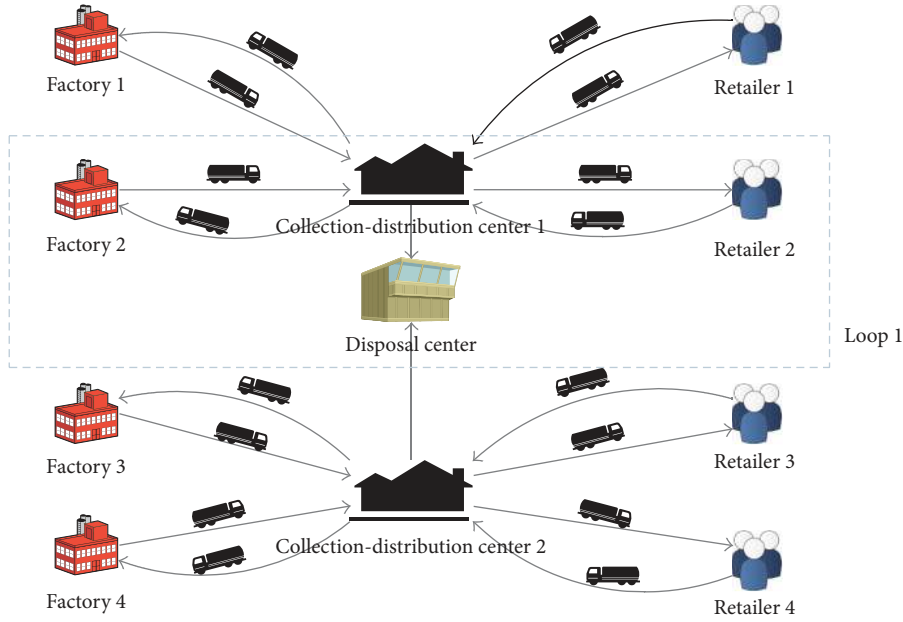 Factory 1
Retailer 1
Factory 2
Collection-distribution center 1
Retailer 2
Disposal center
Loop 1
Factory 3
Retailer 3
Collection-distribution center 2
Factory 4
Retailer 4